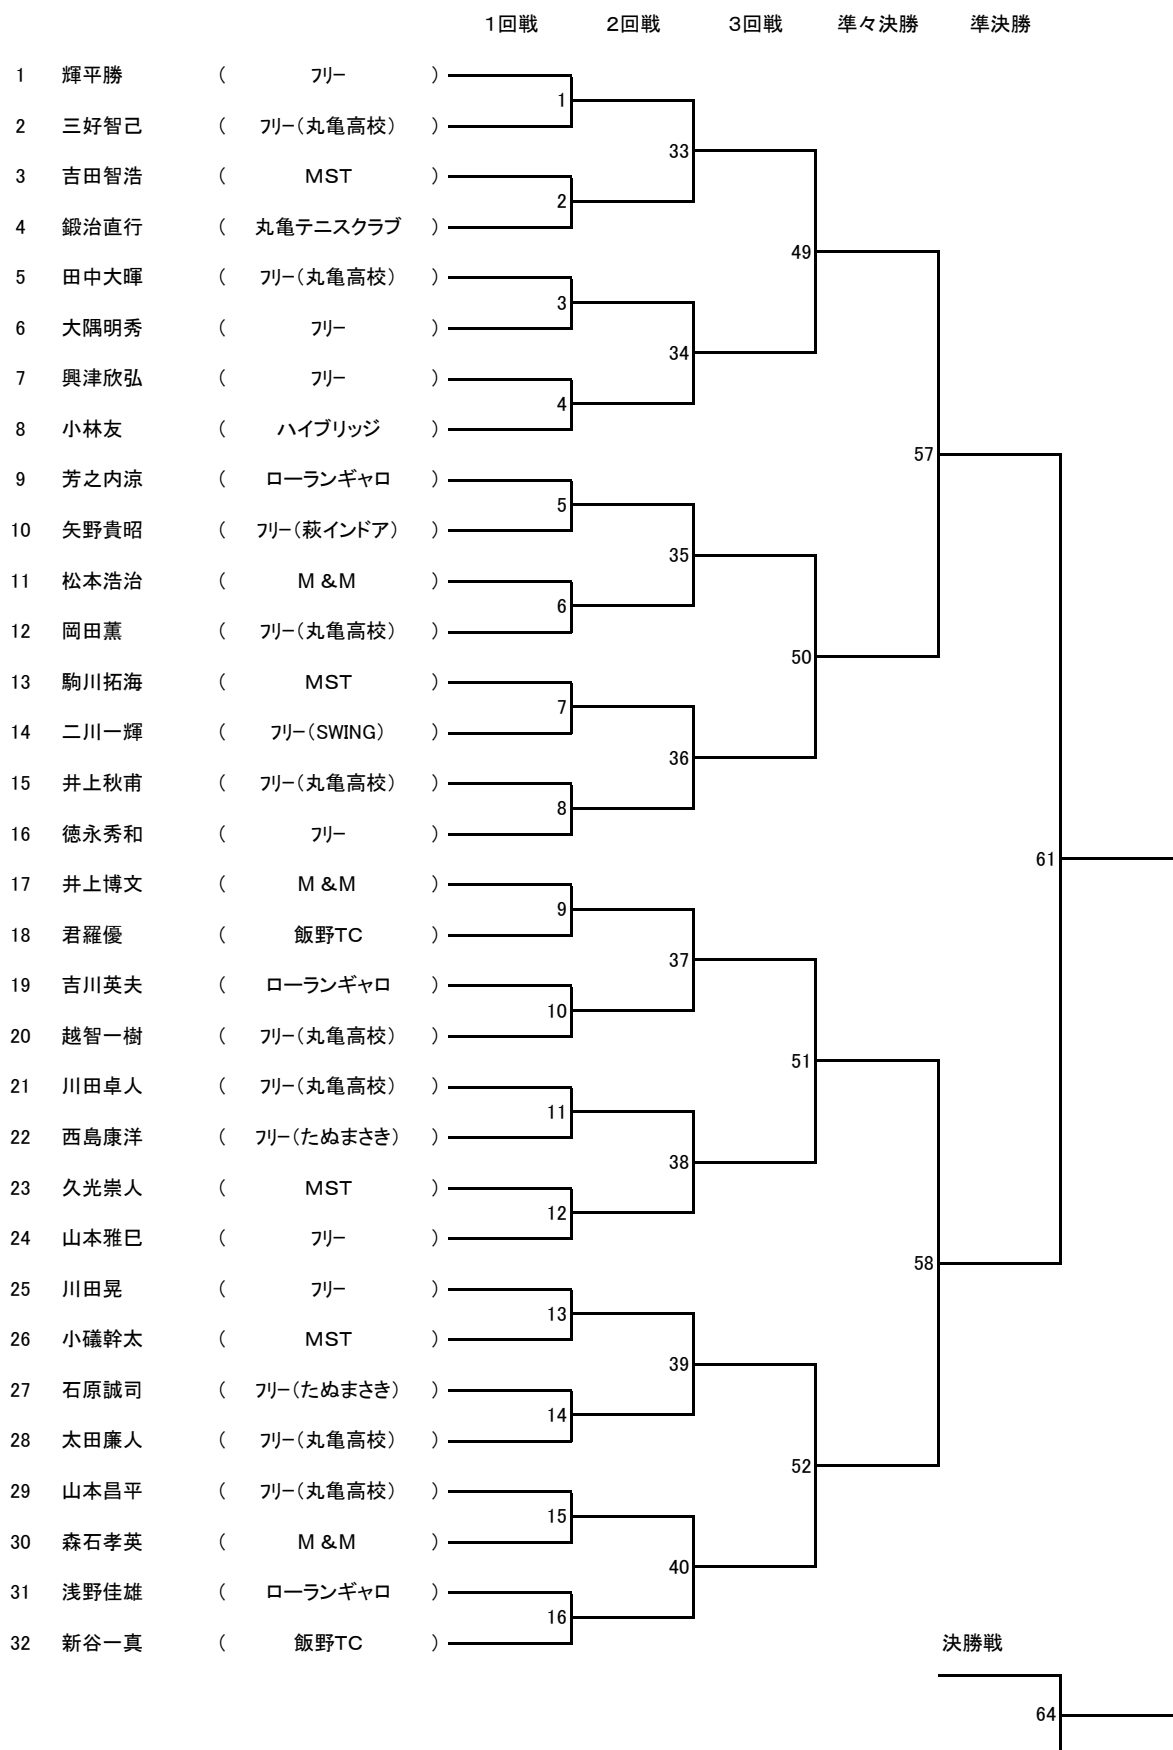 1回戦 2回戦 3回戦 準々決勝 準決勝
1 輝平勝 ( フリー )
1
2 三好智己 ( フリー(丸亀高校) )
33
3 吉田智浩 ( MST )
2
4 鍛治直行 ( 丸亀テニスクラブ )
49
5 田中大暉 ( フリー(丸亀高校) )
3
6 大隅明秀 ( フリー )
34
7 興津欣弘 ( フリー )
4
8 小林友 ( ハイブリッジ )
57
9 芳之内涼 ( ローランギャロ )
5
10 矢野貴昭 ( フリー(萩インドア) )
35
11 松本浩治 ( M&M )
6
12 岡田薫 ( フリー(丸亀高校) )
50
13 駒川拓海 ( MST )
7
14 二川一輝 ( フリー(SWING) )
36
15 井上秋甫 ( フリー(丸亀高校) )
8
16 徳永秀和 ( フリー )
61
17 井上博文 ( M&M )
9
18 君羅優 ( 飯野TC )
37
19 吉川英夫 ( ローランギャロ )
10
20 越智一樹 ( フリー(丸亀高校) )
51
21 川田卓人 ( フリー(丸亀高校) )
11
22 西島康洋 ( フリー(たぬまさき) )
38
23 久光崇人 ( MST )
12
24 山本雅巳 ( フリー )
58
25 川田晃 ( フリー )
13
26 小礒幹太 ( MST )
39
27 石原誠司 ( フリー(たぬまさき) )
14
28 太田廉人 ( フリー(丸亀高校) )
52
29 山本昌平 ( フリー(丸亀高校) )
15
30 森石孝英 ( M&M )
40
31 浅野佳雄 ( ローランギャロ )
16
32 新谷一真 ( 飯野TC )
決勝戦
64